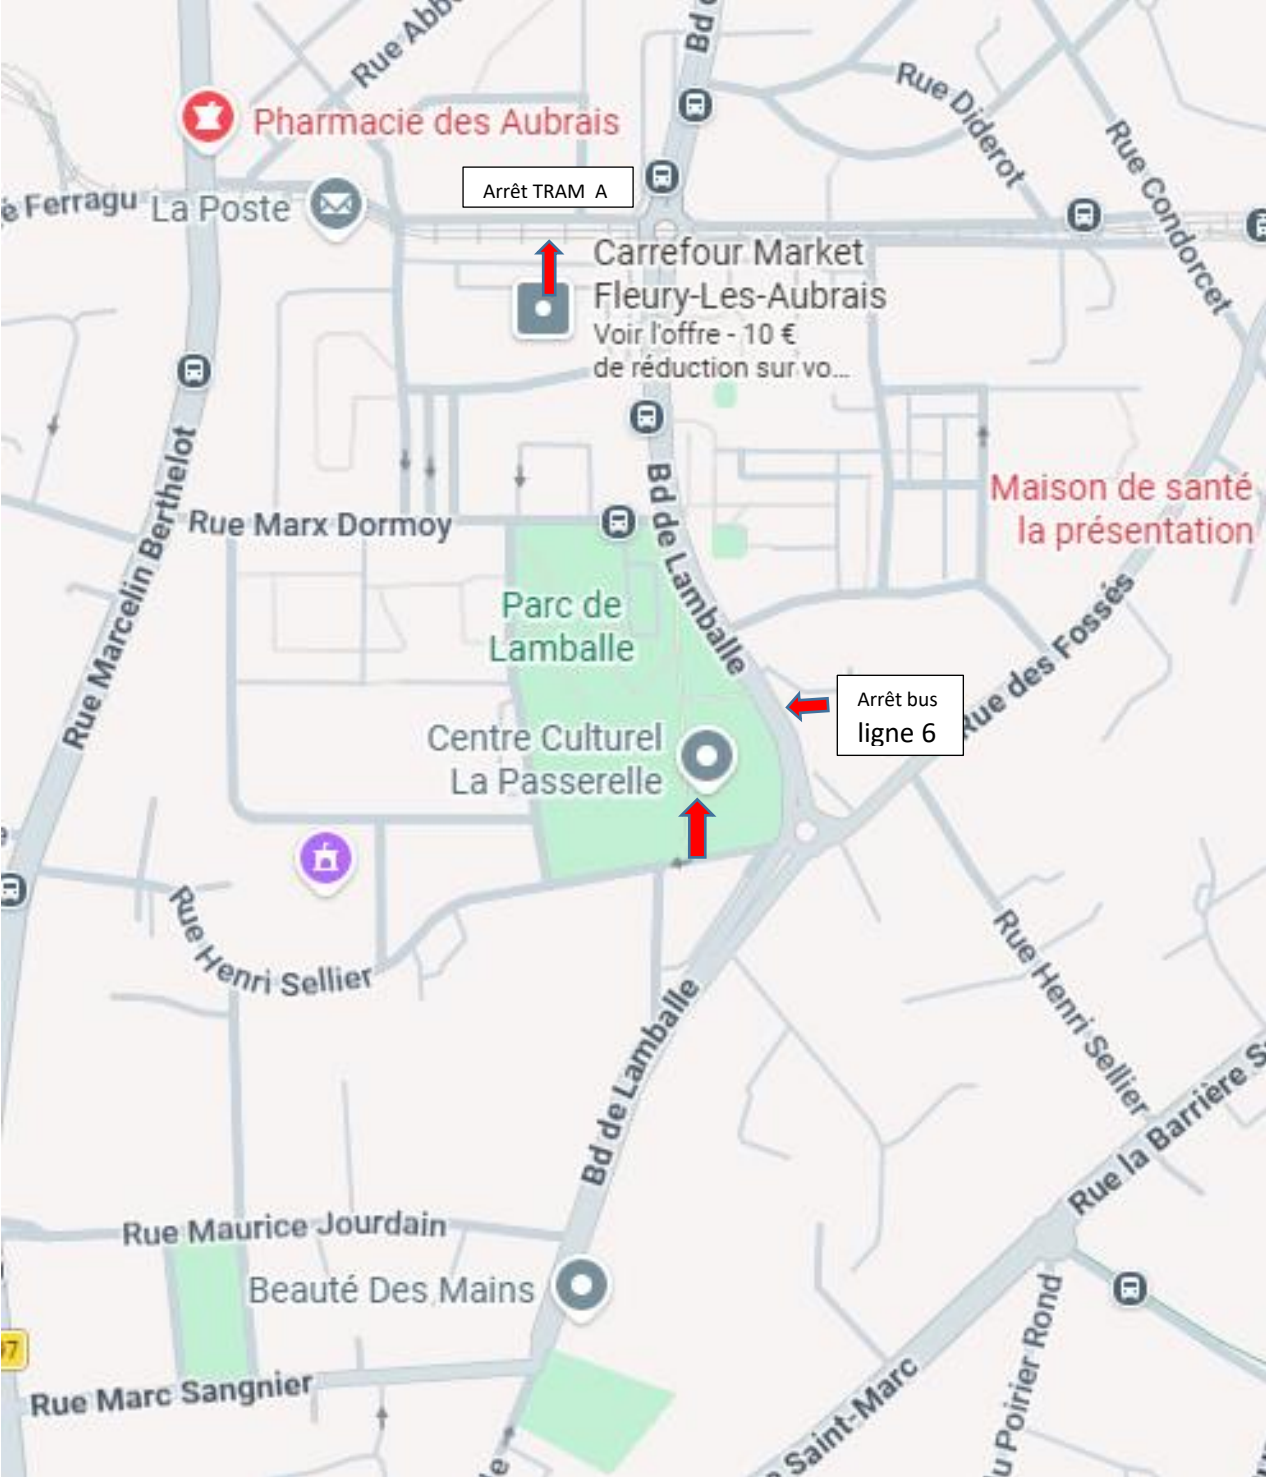 Rue Abb
Bd
Rue Diderot
Rue Condorcet
Pharmacie des Aubrais
Arrêt TRAM A
Ferragu
La Poste
Carrefour Market
Fleury-Les-Aubrais
Voir l'offre - 10 €
de réduction sur vo...
Rue Marcelin Berthelot
Rue Marx Dormoy
Bd de Lamballe
Maison de santé
la présentation
Parc de
Lamballe
Rue des Fossés
Arrêt bus
ligne 6
Centre Culturel
La Passerelle
Rue Henri Sellier
Rue Henri Sellier
Bd de Lamballe
Rue la Barrière S
Rue Maurice Jourdain
Beauté Des Mains
Rue Marc Sangnier
Saint-Marc
u Poirier Rond